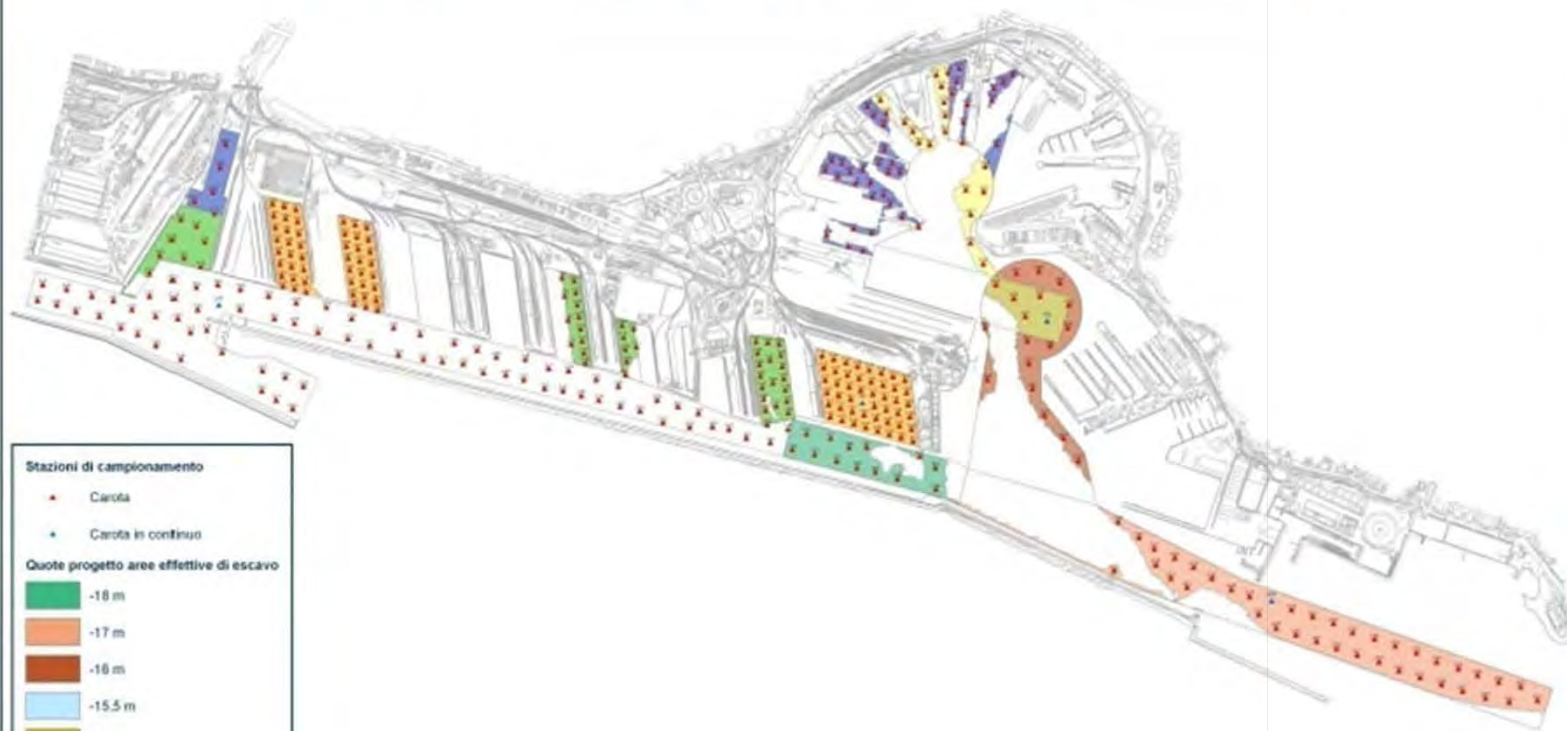 Stazioni di campionamento
Carota
Carota in continuo
Quote progetto aree effettive di escavo
-18 m
-17 m
-16 m
-15.5 m